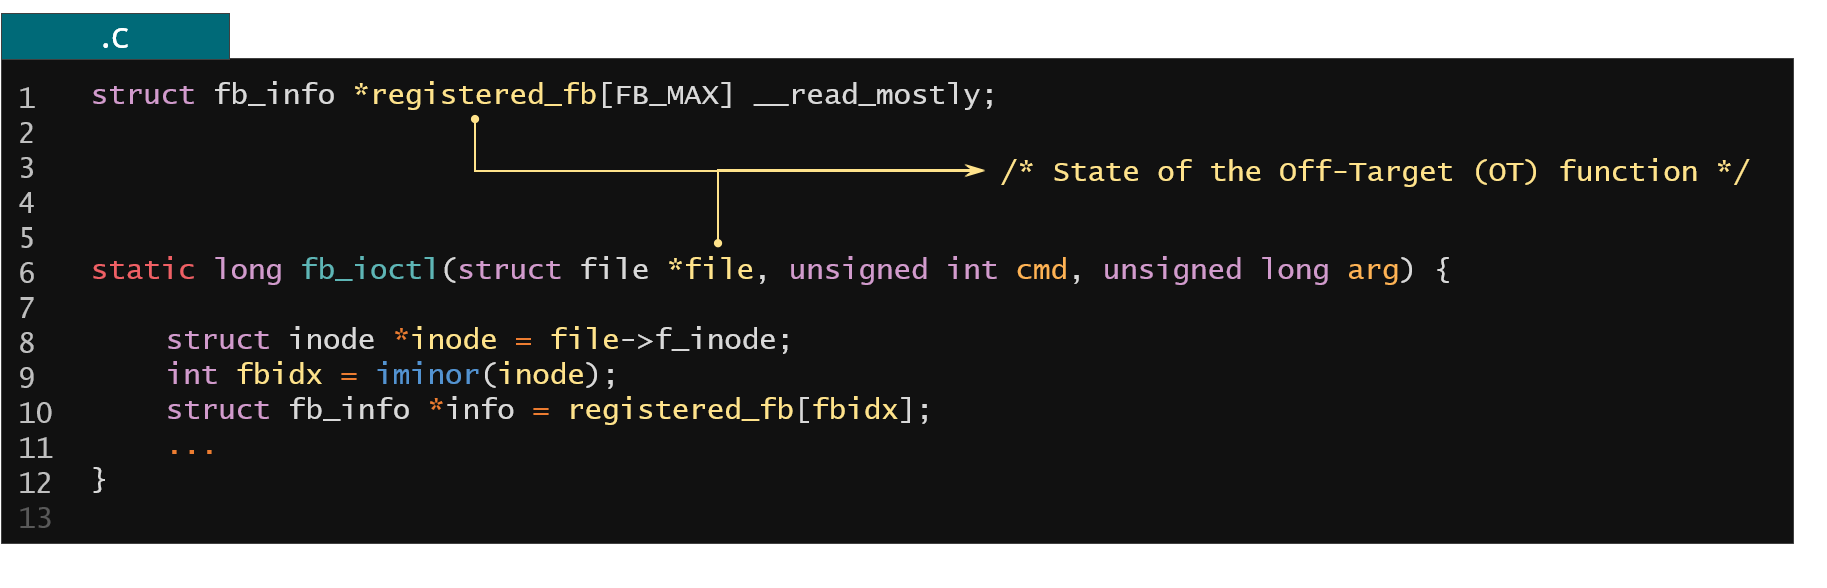 .C
1 struct fb_info *registered_fb[FB_MAX] __read_mostly;
2
3 /* State of the Off-Target (OT) function */
4
5
6 static long fb_ioctl(struct file *file, unsigned int cmd, unsigned long arg) {
7
8 struct inode *inode = file->f_inode;
9 int fbidx = iminor(inode);
10 struct fb_info *info = registered_fb[fbidx];
11 ...
12 }
13